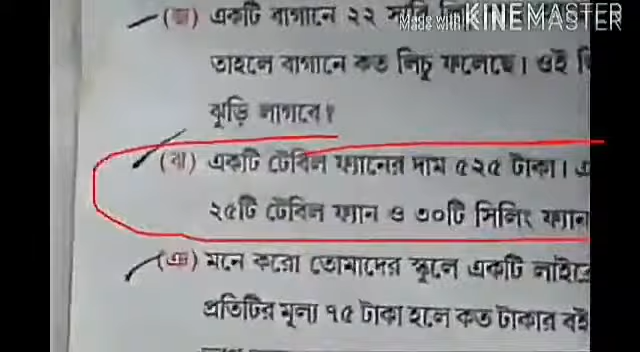 Made with KINEMASTER
(ছ) একটি বাগানে ২২ সারি
তাহলে বাগানে কত লিচু ফলেছে। ওই
ঝুড়ি লাগবে?
(ঝ) একটি টেবিল ফ্যানের দাম ৫২৫ টাকা।
২৫টি টেবিল ফ্যান ও ৩০টি সিলিং ফ্যান
(ঞ) মনে করো তোমাদের স্কুলে একটি
প্রতিটির মূল্য ১৫ টাকা হলে কত টাকার বই